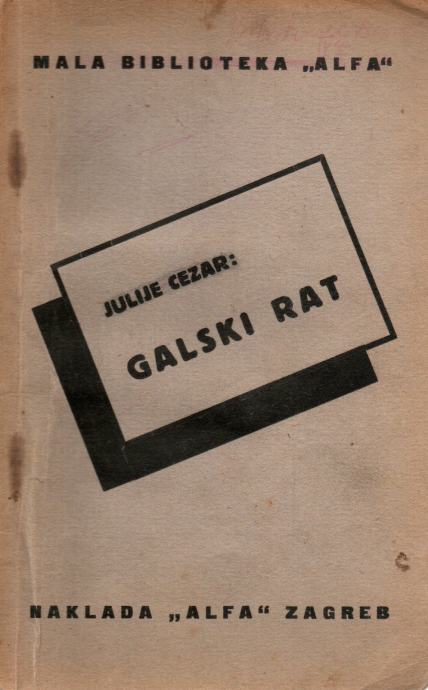 MALA BIBLIOTEKA „ALFA“
JULIJE CEZAR:
GALSKI RAT
NAKLADA „ALFA“ ZAGREB